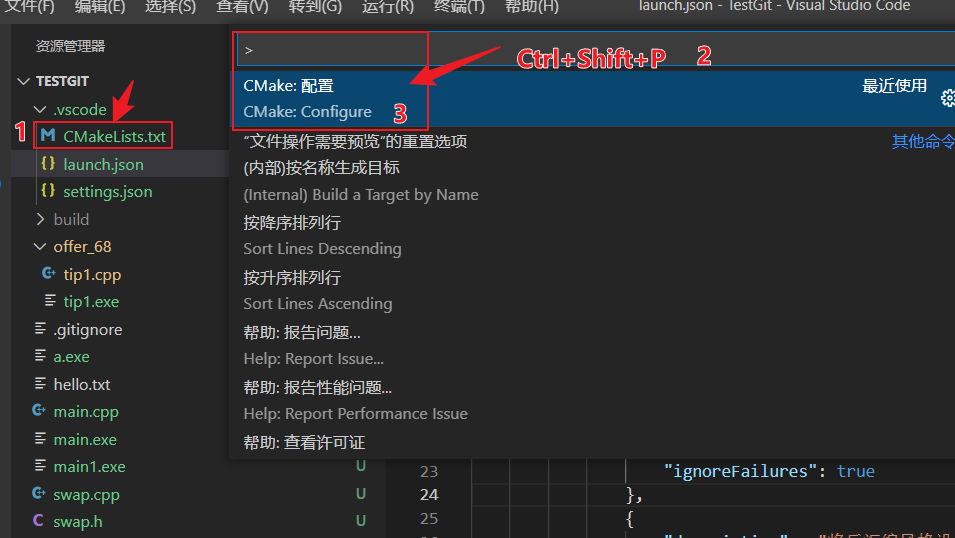 文件(F) 编辑(E) 选择(S) 查看(V) 转到(G) 运行(R) 终端(T) 帮助(H) launch.json - TestGit - Visual Studio Code
资源管理器
TESTGIT
.vscode
1 CMakeLists.txt
launch.json
settings.json
build
offer_68
tip1.cpp
tip1.exe
.gitignore
a.exe
hello.txt
main.cpp
main.exe
main1.exe U
swap.cpp U
swap.h U
>
Ctrl+Shift+P 2
CMake: 配置 最近使用
CMake: Configure 3
“文件操作需要预览”的重置选项 其他命令
(内部)按名称生成目标
(Internal) Build a Target by Name
按降序排列行
Sort Lines Descending
按升序排列行
Sort Lines Ascending
帮助: 报告问题...
Help: Report Issue...
帮助: 报告性能问题...
Help: Report Performance Issue
帮助: 查看许可证
23 "ignoreFailures": true
24 },
25 {